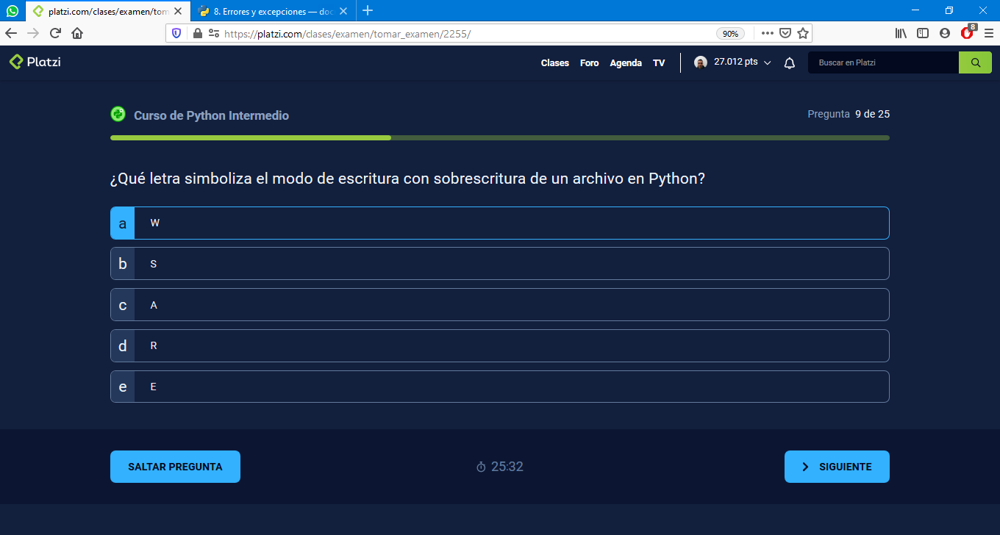 platzi.com/clases/examen/tom
8. Errores y excepciones — doc
https://platzi.com/clases/examen/tomar_examen/2255/
90%
8
Platzi
Clases
Foro
Agenda
TV
27.012 pts
Buscar en Platzi
Curso de Python Intermedio
Pregunta 9 de 25
¿Qué letra simboliza el modo de escritura con sobrescritura de un archivo en Python?
a W
b S
c A
d R
e E
SALTAR PREGUNTA
25:32
SIGUIENTE